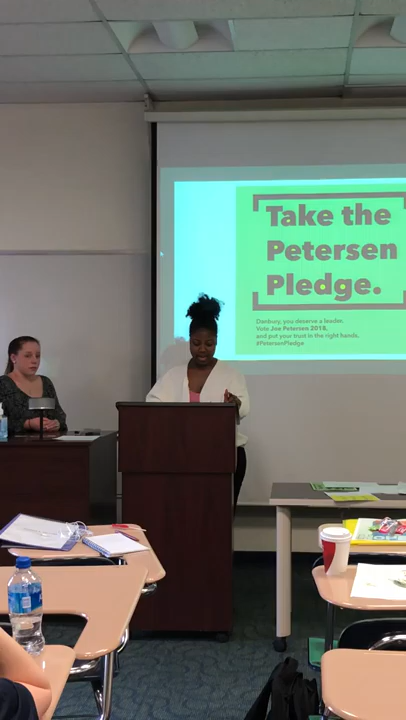 Take the
Petersen
Pledge.
Danbury, you deserve a leader.
Vote Joe Petersen 2018,
and put your trust in the right hands.
#PetersenPledge